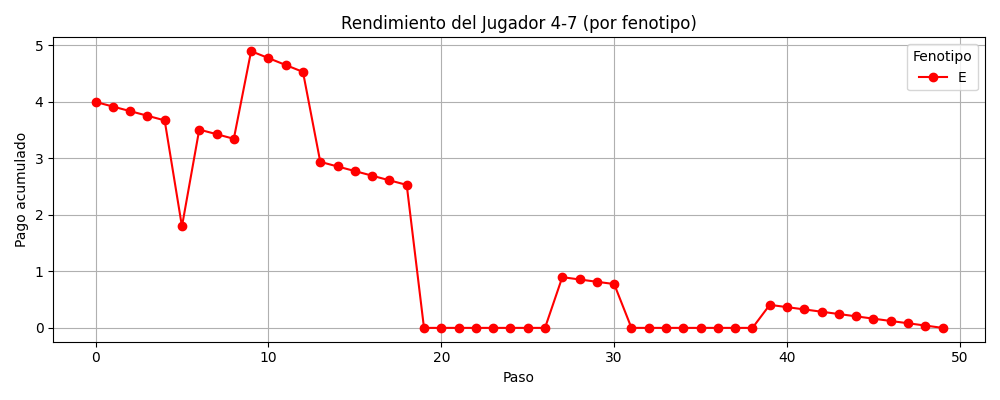 Rendimiento del Jugador 4-7 (por fenotipo)
Fenotipo
E
Pago acumulado
5
4
3
2
1
0
0 10 20 30 40 50
Paso